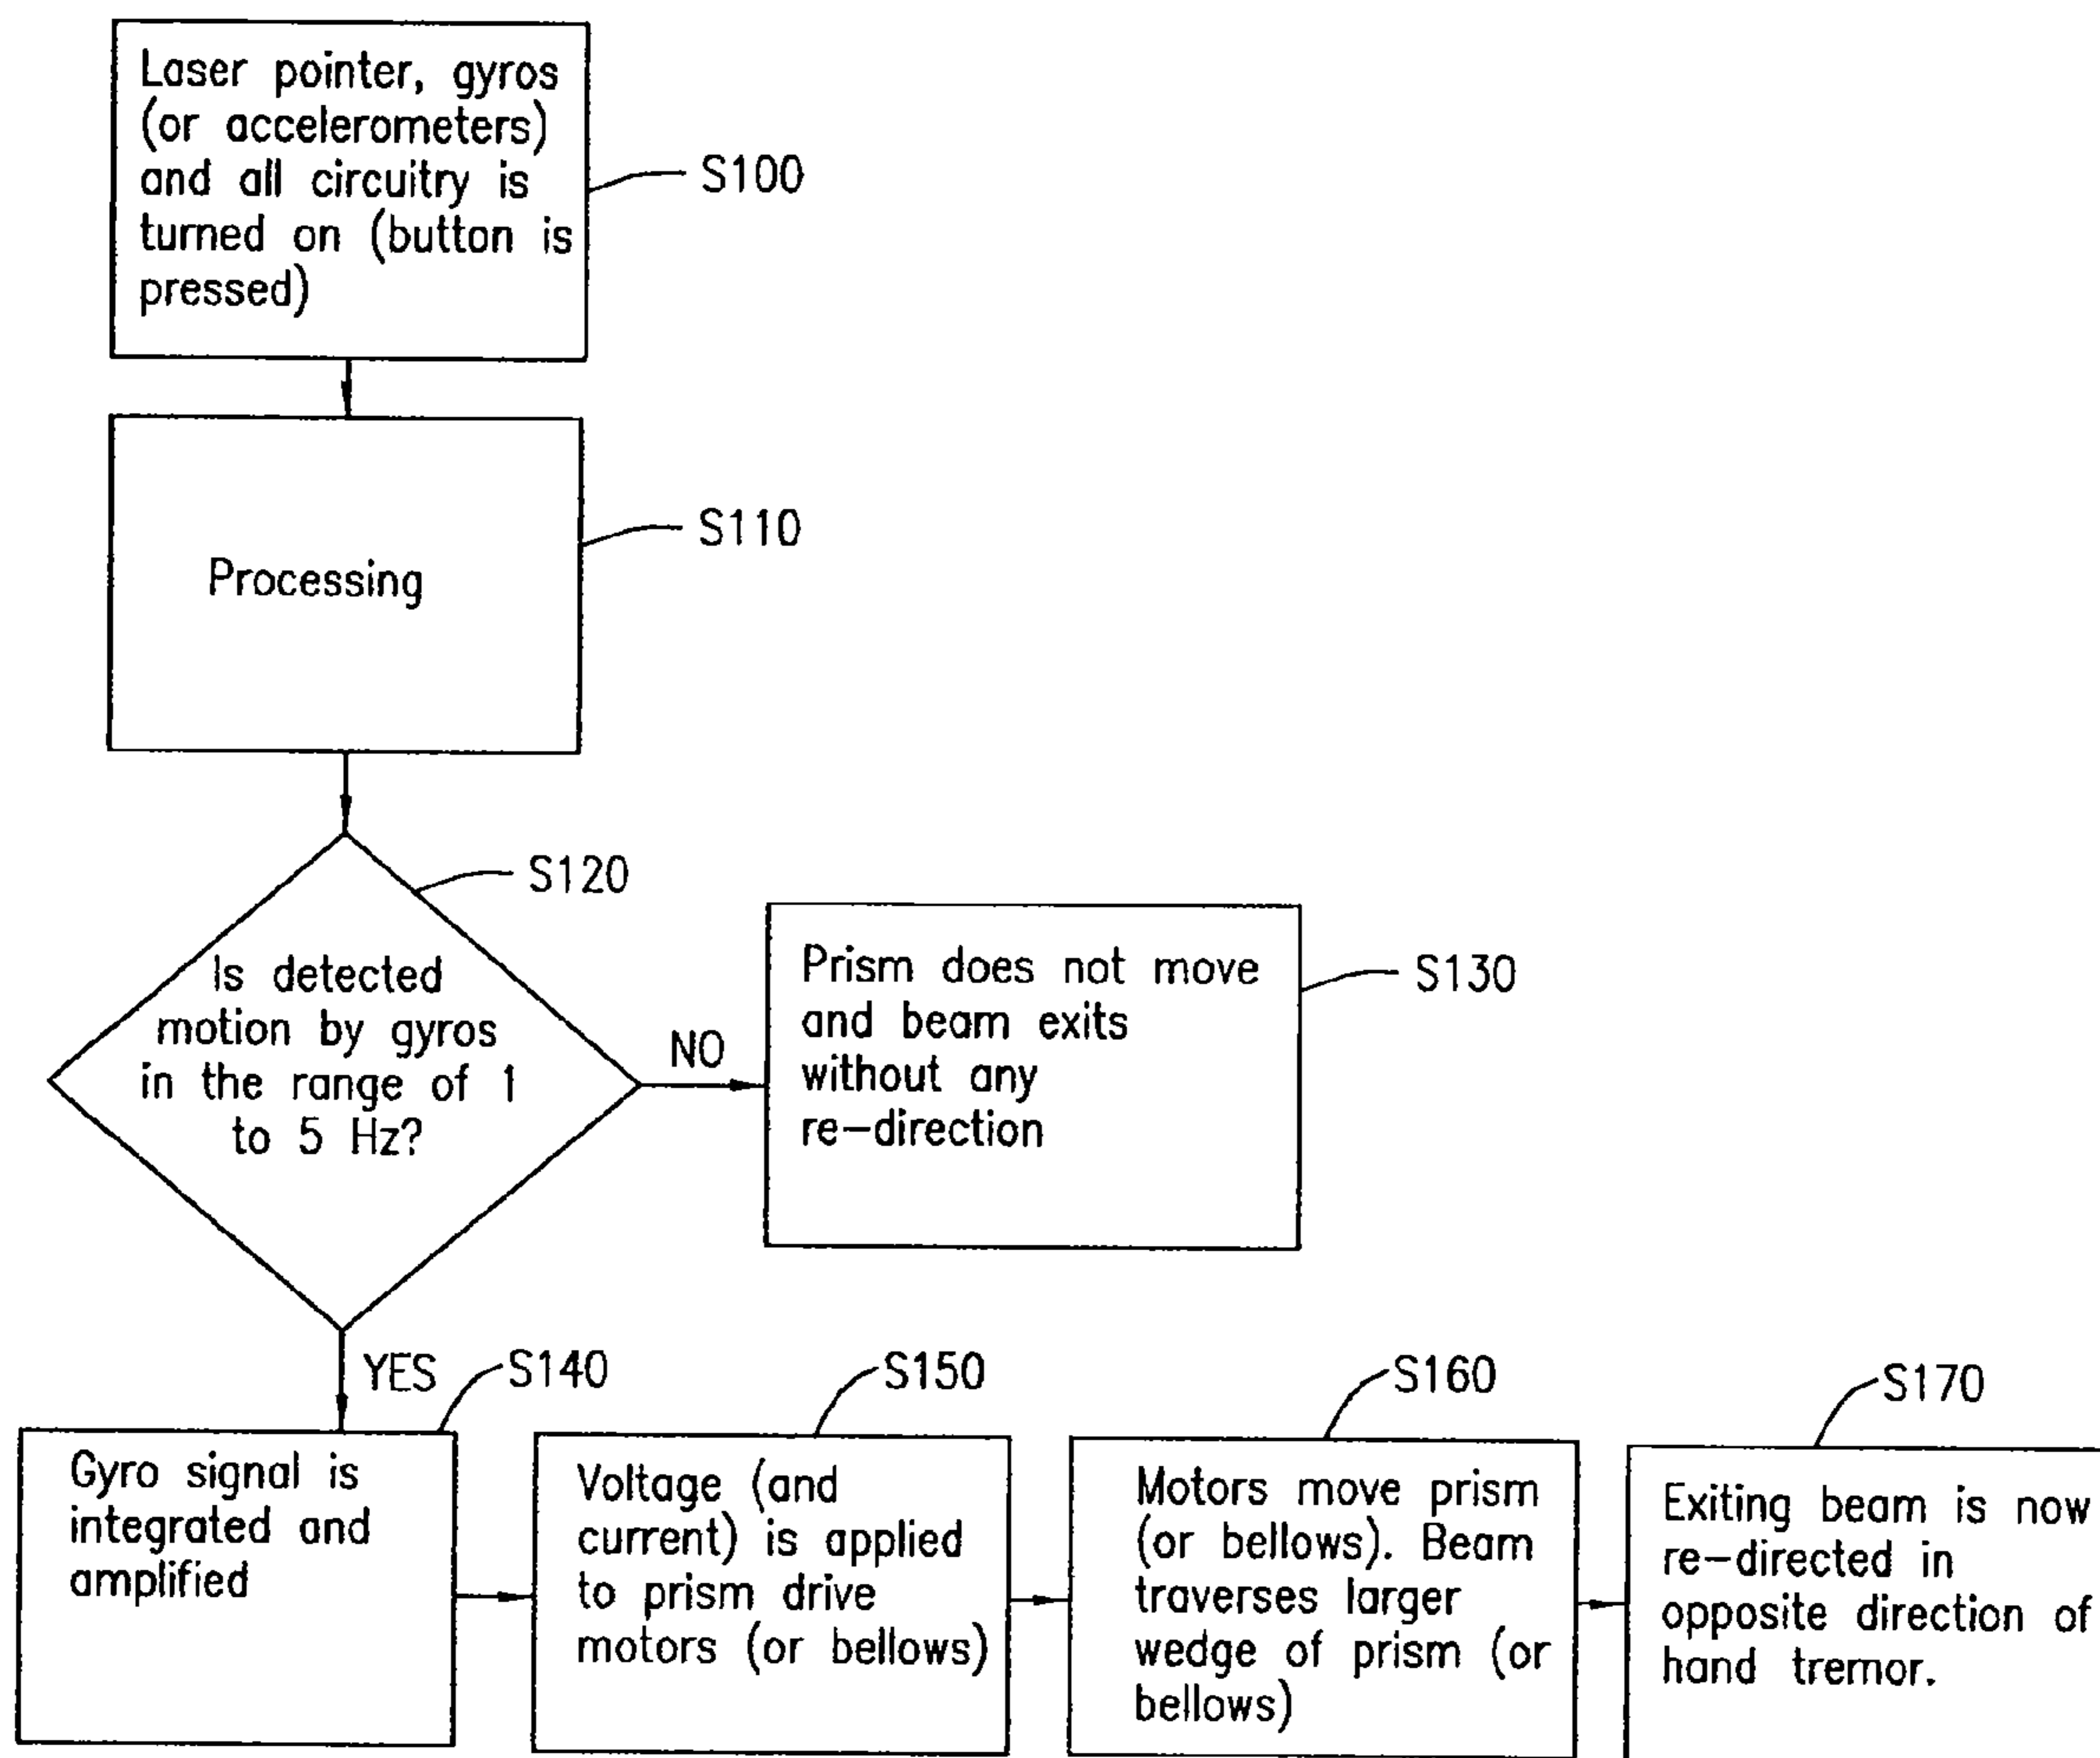 Laser pointer, gyros
(or accelerometers)
and all circuitry is
turned on (button is
pressed)
S100
Processing
S110
S120
Is detected
motion by gyros
in the range of 1
to 5 Hz?
NO
Prism does not move
and beam exits
without any
re-direction
S130
YES
S140
Gyro signal is
integrated and
amplified
S150
Voltage (and
current) is applied
to prism drive
motors (or bellows)
S160
Motors move prism
(or bellows). Beam
traverses larger
wedge of prism (or
bellows)
S170
Exiting beam is now
re-directed in
opposite direction of
hand tremor.